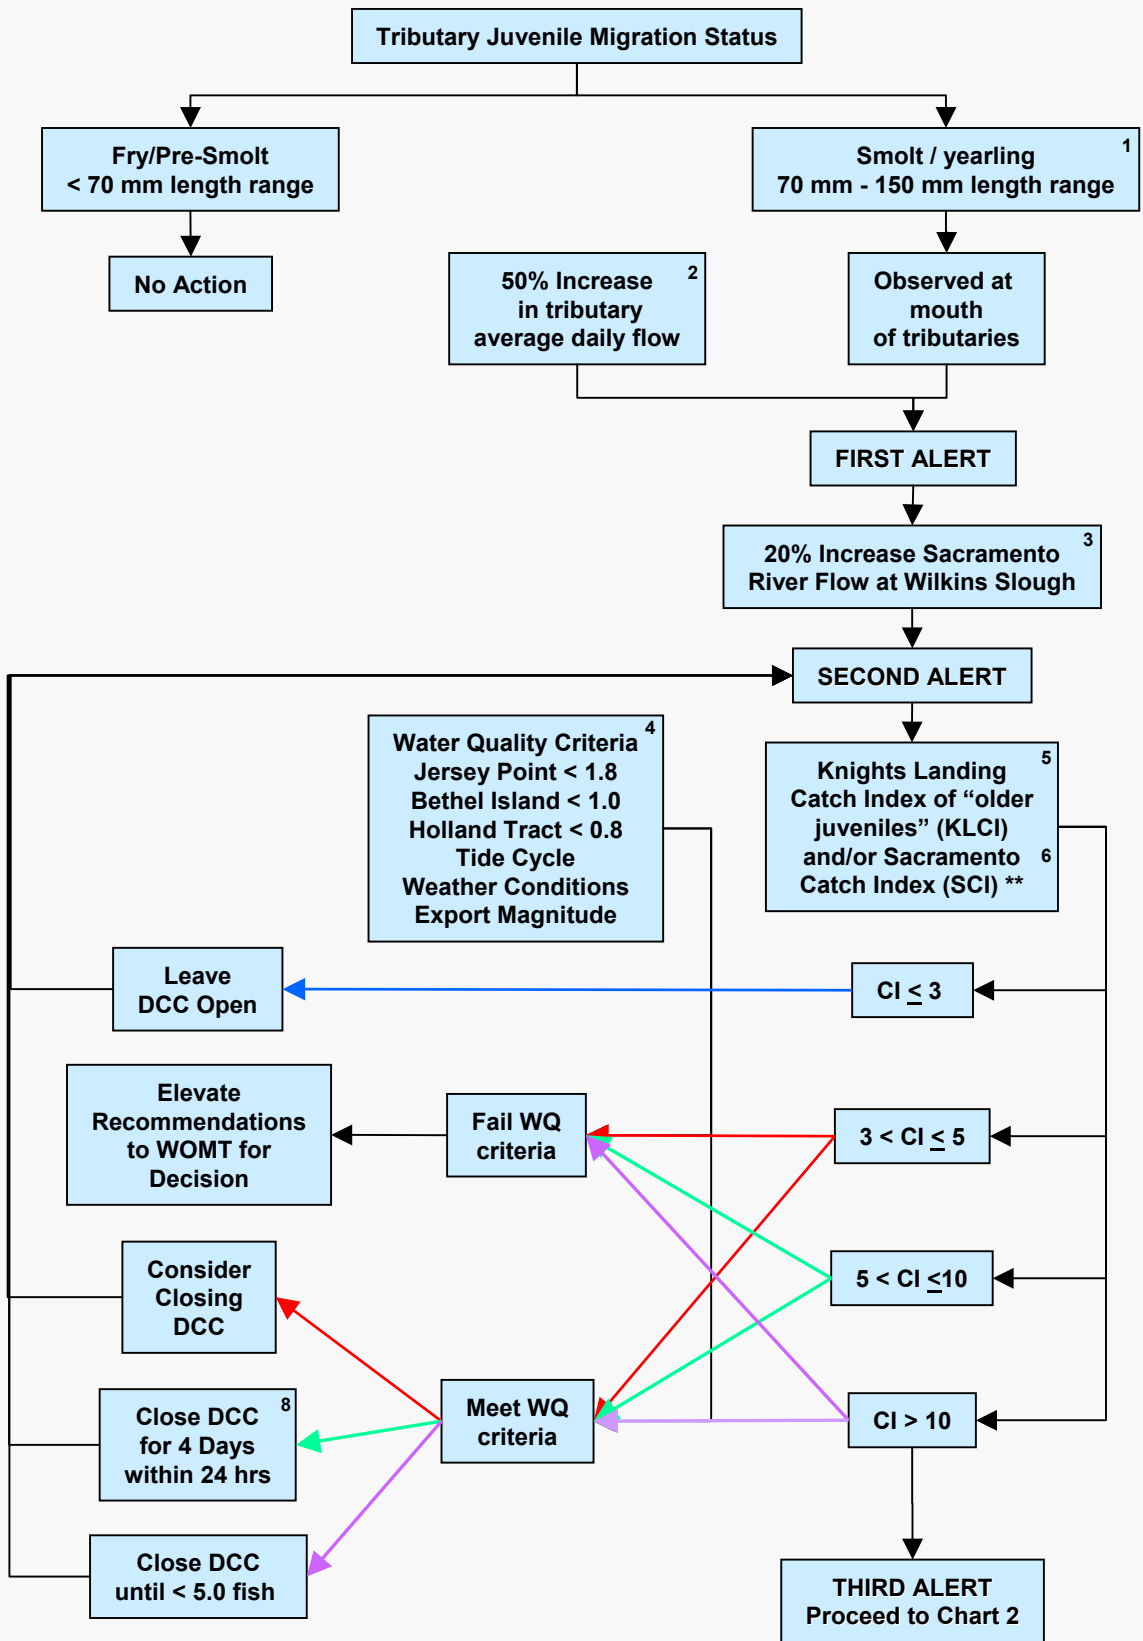 Tributary Juvenile Migration Status
Fry/Pre-Smolt
< 70 mm length range
Smolt / yearling 1
70 mm - 150 mm length range
No Action
50% Increase 2
in tributary
average daily flow
Observed at
mouth
of tributaries
FIRST ALERT
20% Increase Sacramento 3
River Flow at Wilkins Slough
SECOND ALERT
Water Quality Criteria 4
Jersey Point < 1.8
Bethel Island < 1.0
Holland Tract < 0.8
Tide Cycle
Weather Conditions
Export Magnitude
Knights Landing 5
Catch Index of “older
juveniles” (KLCI)
and/or Sacramento 6
Catch Index (SCI) **
Leave
DCC Open
CI ≤ 3
Elevate
Recommendations
to WOMT for
Decision
Fail WQ
criteria
3 < CI ≤ 5
Consider
Closing
DCC
5 < CI ≤10
Close DCC 8
for 4 Days
within 24 hrs
Meet WQ
criteria
CI > 10
Close DCC
until < 5.0 fish
THIRD ALERT
Proceed to Chart 2